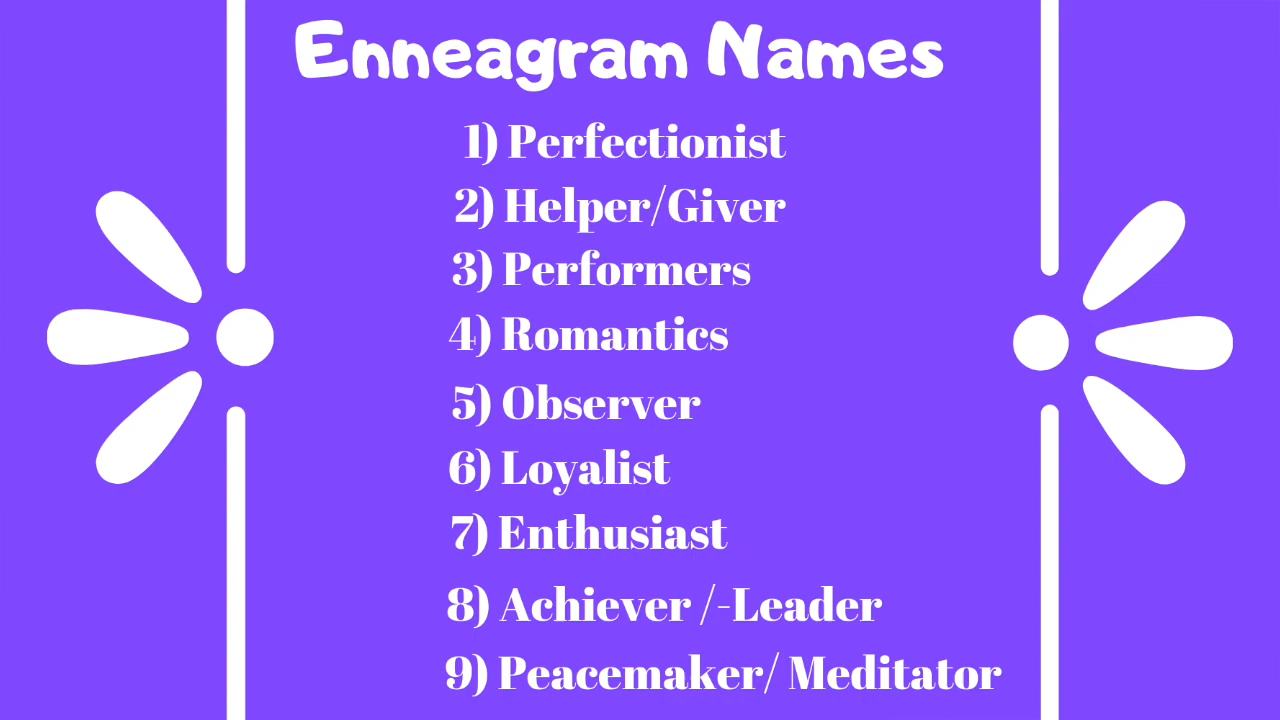 Enneagram Names
1) Perfectionist
2) Helper/Giver
3) Performers
4) Romantics
5) Observer
6) Loyalist
7) Enthusiast
8) Achiever /-Leader
9) Peacemaker/ Meditator